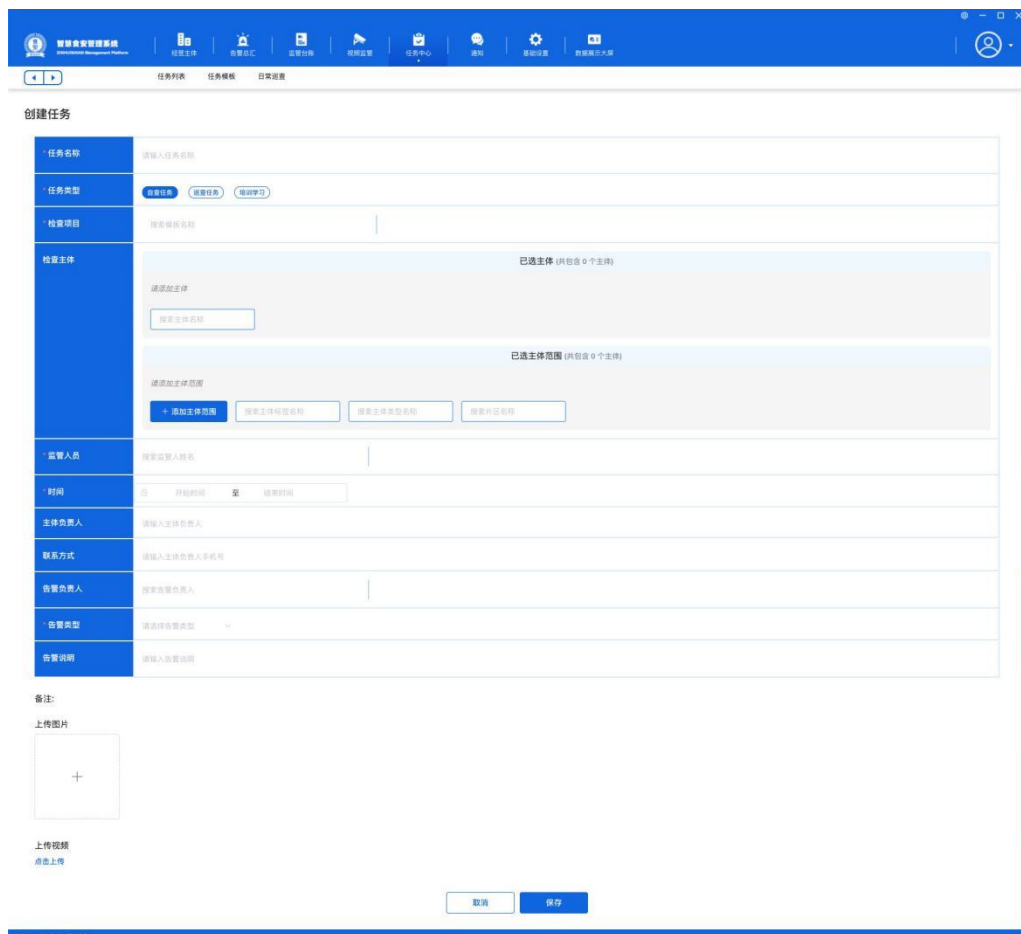 智慧食安管理系统
经营主体 告警总汇 监管台账 视频监管 任务中心 通知 基础设置 数据展示大屏
任务列表 任务模板 日常巡查
创建任务
*任务名称 请输入任务名称
*任务类型 自查任务 巡查任务 培训学习
*检查项目 搜索模板名称
检查主体 已选主体 (共包含 0 个主体)
请添加主体
搜索主体名称
已选主体范围 (共包含 0 个主体)
请添加主体范围
+ 添加主体范围 搜索主体标签名称 搜索主体类型名称 搜索片区名称
*监管人员 搜索监管人姓名
*时间 开始时间 至 结束时间
主体负责人 请输入主体负责人
联系方式 请输入主体负责人手机号
告警负责人 搜索告警负责人
*告警类型 请选择告警类型
告警说明 请输入告警说明
备注:
上传图片
+
上传视频
点击上传
取消 保存